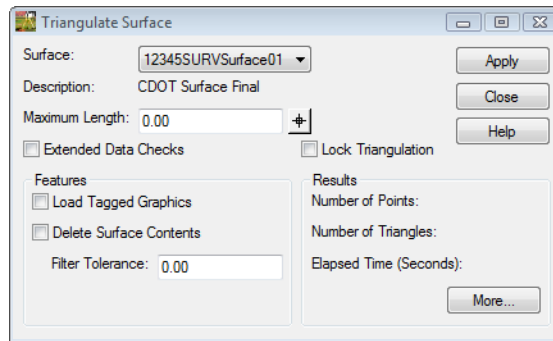 Triangulate Surface
Surface: 12345SURVSurface01
Apply
Description: CDOT Surface Final
Close
Maximum Length: 0.00
Help
Extended Data Checks
Lock Triangulation
Features
Load Tagged Graphics
Delete Surface Contents
Filter Tolerance: 0.00
Results
Number of Points:
Number of Triangles:
Elapsed Time (Seconds):
More...